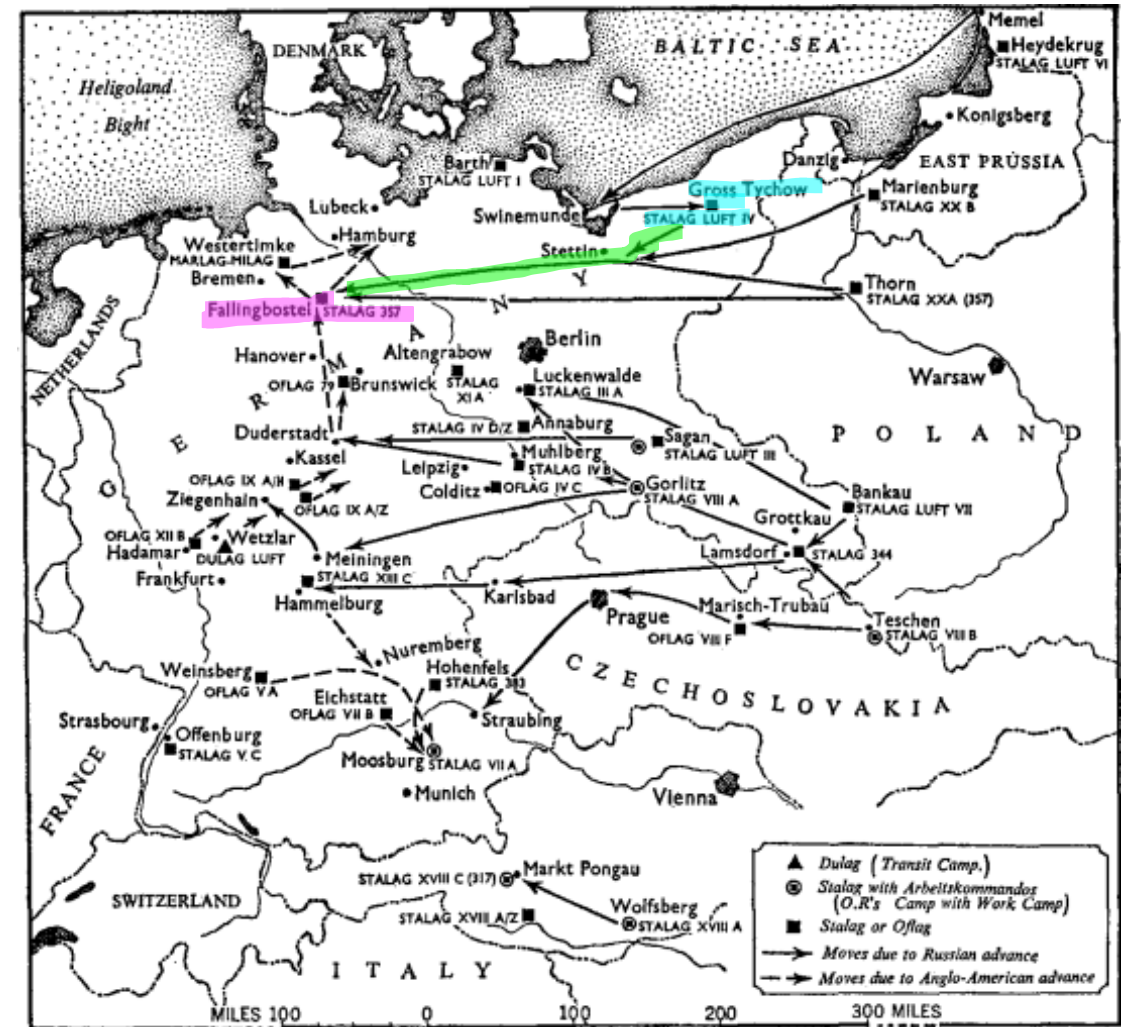 Memel
Heydekrug
STALAG LUFT VI
DENMARK
BALTIC SEA
Heligoland
Bight
Konigsberg
Danzig
EAST PRUSSIA
Barth
STALAG LUFT I
Gross Tychow
STALAG LUFT IV
Marienburg
STALAG XX B
Lubeck
Swinemunde
Hamburg
Westertimke
MARLAG-MILAG
Stettin
Bremen
Thorn
STALAG XXA (357)
Fallingbostel
STALAG 357
NETHERLANDS
GERMANY
Hanover
Altengrabow
STALAG
XI A
Berlin
OFLAG 79
Brunswick
Luckenwalde
STALAG III A
Warsaw
POLAND
Duderstadt
STALAG IV D/Z
Annaburg
Sagan
STALAG LUFT III
Kassel
Leipzig
Muhlberg
STALAG IV B
OFLAG IX A/H
Colditz
OFLAG IV C
Gorlitz
STALAG VIII A
Ziegenhain
OFLAG IX A/Z
Bankau
STALAG LUFT VII
Grottkau
OFLAG XII B
Wetzlar
Hadamar
DULAG LUFT
Lamsdorf
STALAG 344
Frankfurt
Meiningen
STALAG XIII C
Hammelburg
Karlsbad
Prague
Marisch-Trubau
OFLAG VIII F
Teschen
STALAG VIII B
Nuremberg
Weinsberg
OFLAG VA
Hohenfels
STALAG 383
CZECHOSLOVAKIA
Eichstatt
OFLAG VII B
Straubing
Strasbourg
Offenburg
STALAG V.C
Moosburg
STALAG VII A
Munich
Vienna
FRANCE
SWITZERLAND
Markt Pongau
STALAG XVIII C (317)
Wolfsberg
STALAG XVIII A
STALAG XVIII A/Z
ITALY
Dulag (Transit Camp.)
Stalag with Arbeitskommandos
(O.R's Camp with Work Camp)
Stalag or Oflag
Moves due to Russian advance
Moves due to Anglo-American advance
MILES 100 0 100 200 300 MILES